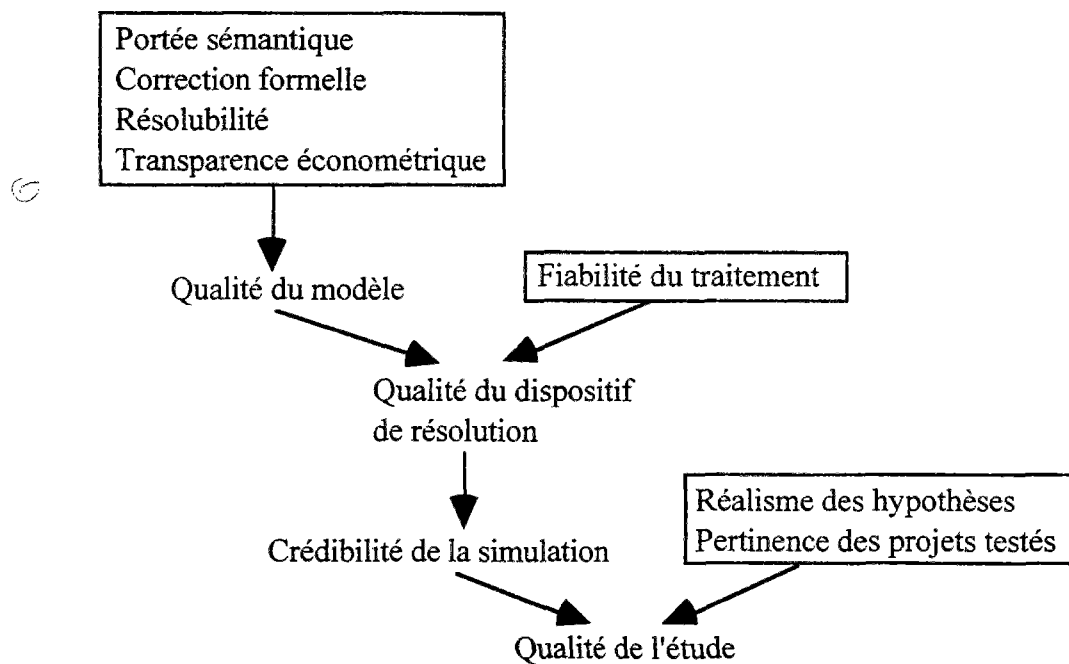 Portée sémantique
Correction formelle
Résolubilité
Transparence économétrique
Qualité du modèle
Fiabilité du traitement
Qualité du dispositif
de résolution
Réalisme des hypothèses
Pertinence des projets testés
Crédibilité de la simulation
Qualité de l'étude